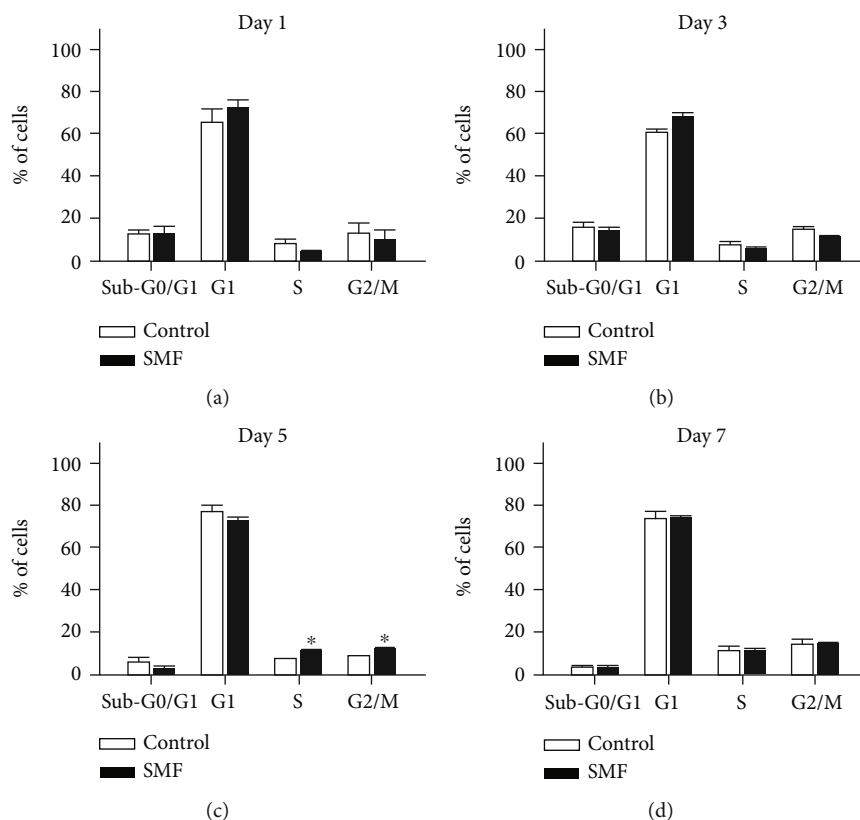 Day 1
% of cells
100
80
60
40
20
0
Sub-G0/G1 G1 S G2/M
Control
SMF
(a)
Day 3
% of cells
100
80
60
40
20
0
Sub-G0/G1 G1 S G2/M
Control
SMF
(b)
Day 5
% of cells
100
80
60
40
20
0
* *
Sub-G0/G1 G1 S G2/M
Control
SMF
(c)
Day 7
% of cells
100
80
60
40
20
0
Sub-G0/G1 G1 S G2/M
Control
SMF
(d)